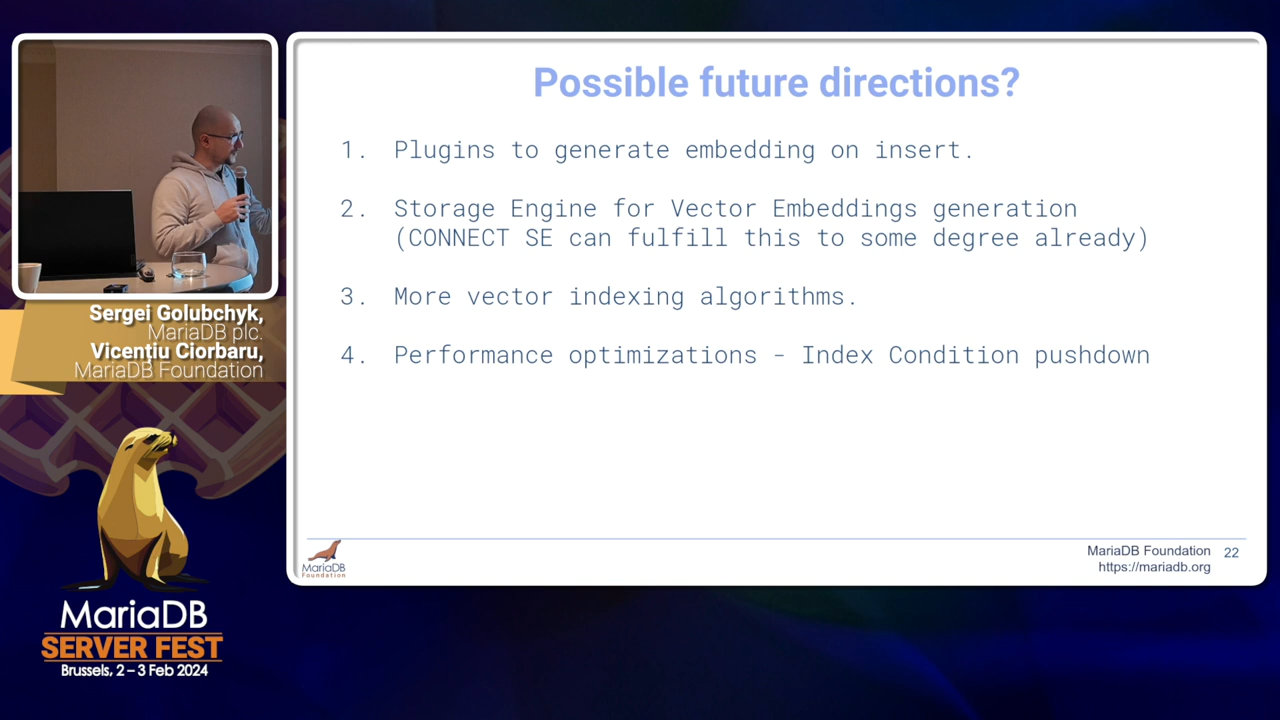 Possible future directions?
1. Plugins to generate embedding on insert.
2. Storage Engine for Vector Embeddings generation
(CONNECT SE can fulfill this to some degree already)
3. More vector indexing algorithms.
4. Performance optimizations - Index Condition pushdown
Sergei Golubchyk,
MariaDB plc.
Vicențiu Ciorbaru,
MariaDB Foundation
MariaDB
SERVER FEST
Brussels, 2 – 3 Feb 2024
MariaDB
Foundation
MariaDB Foundation 22
https://mariadb.org